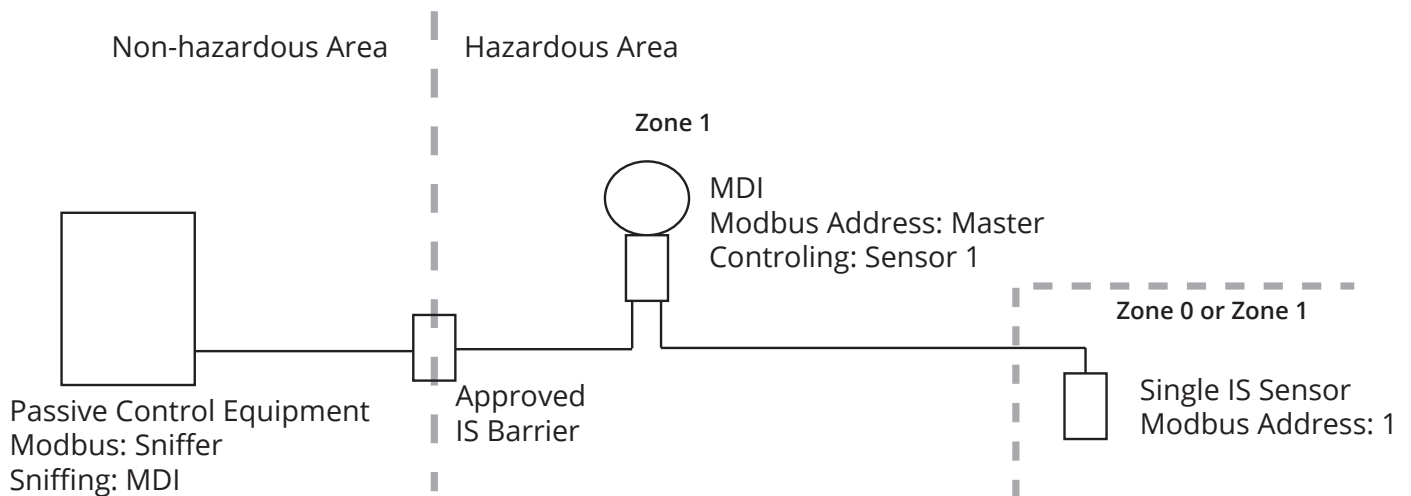 Non-hazardous Area
Hazardous Area
Zone 1
MDI
Modbus Address: Master
Controling: Sensor 1
Zone 0 or Zone 1
Passive Control Equipment
Modbus: Sniffer
Sniffing: MDI
Approved
IS Barrier
Single IS Sensor
Modbus Address: 1